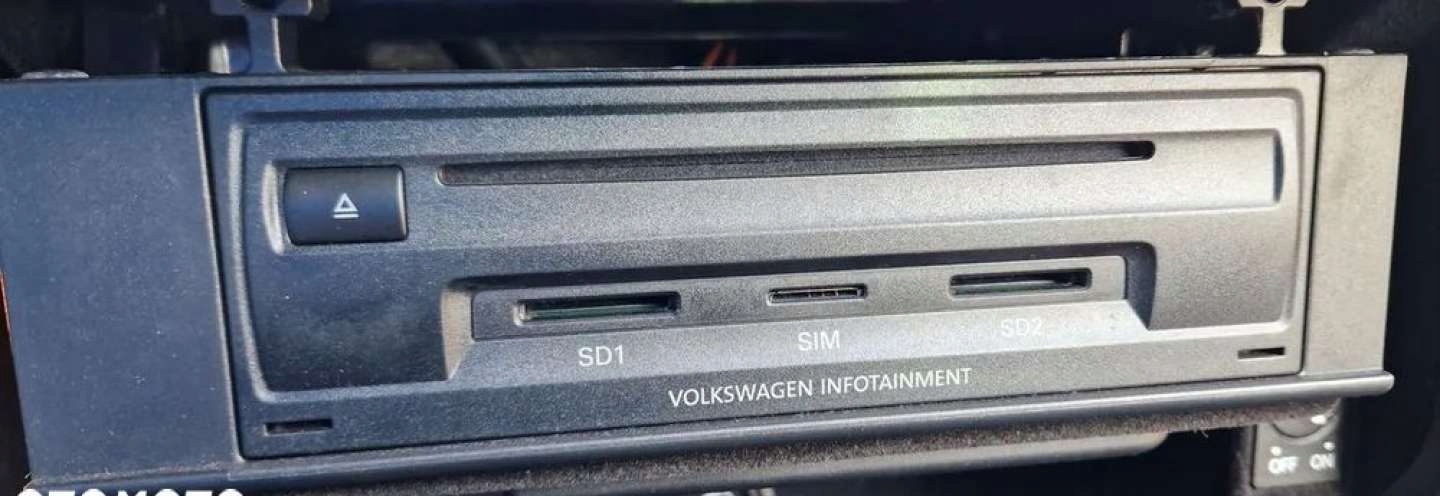 SD1 SIM SD2
VOLKSWAGEN INFOTAINMENT
OFF ON